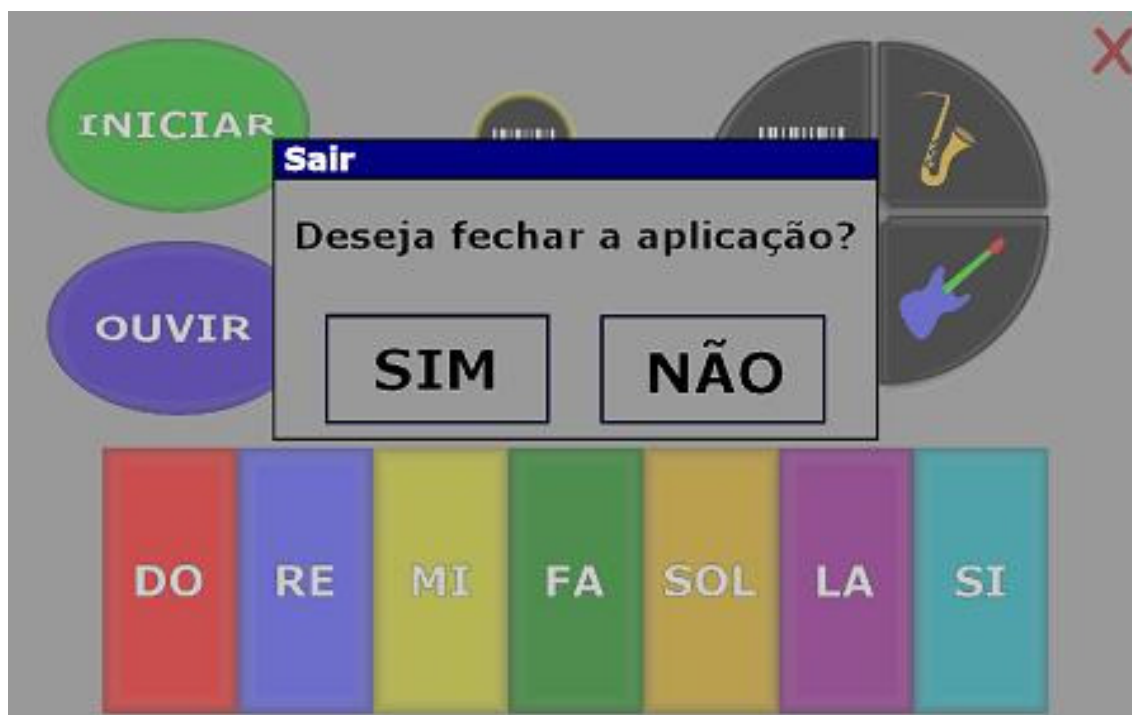 INICIAR
Sair
Deseja fechar a aplicação?
OUVIR
SIM
NÃO
DO
RE
MI
FA
SOL
LA
SI